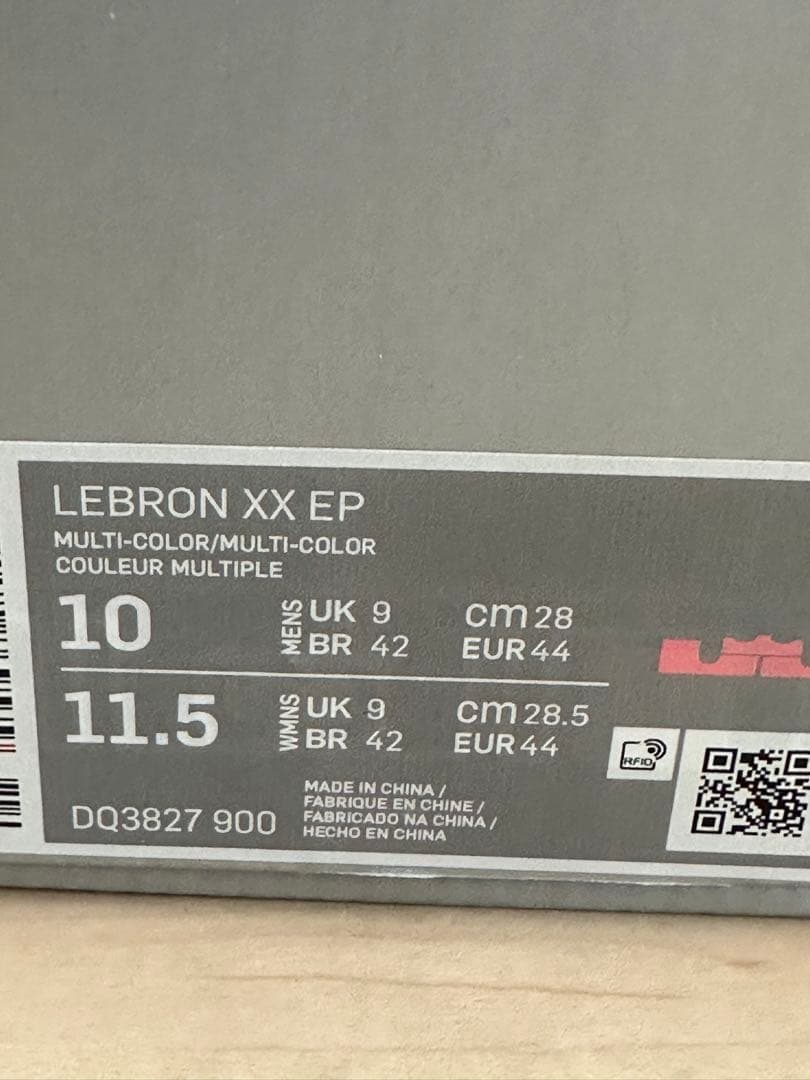 LEBRON XX EP
MULTI-COLOR/MULTI-COLOR
COULEUR MULTIPLE
10 MENS UK 9 cm 28
BR 42 EUR 44
11.5 WMNS UK 9 cm 28.5
BR 42 EUR 44
RFID
DQ3827 900
MADE IN CHINA /
FABRIQUE EN CHINE /
FABRICADO NA CHINA /
HECHO EN CHINA